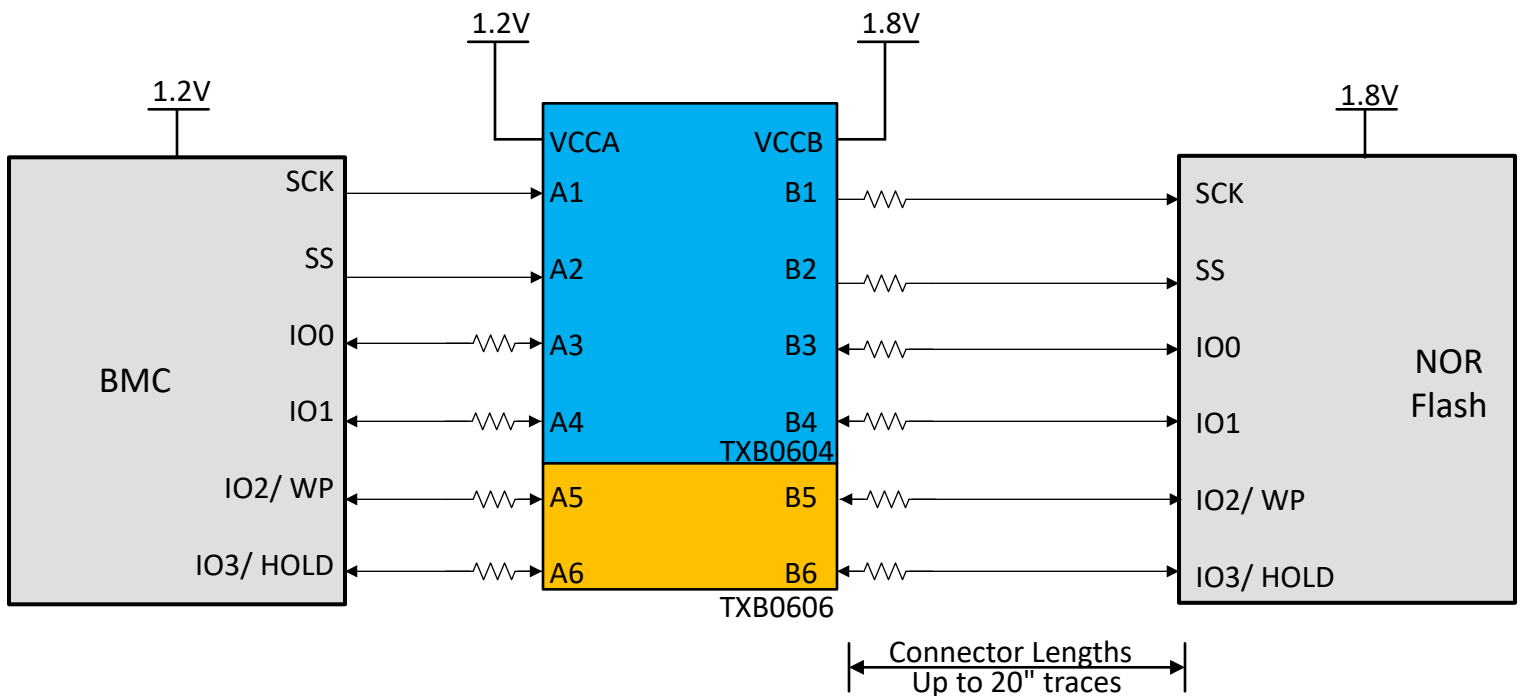 1.2V
1.8V
1.2V
1.8V
VCCA
VCCB
SCK
A1
B1
SCK
SS
A2
B2
SS
IO0
A3
B3
IO0
BMC
NOR
Flash
IO1
A4
B4
IO1
TXB0604
IO2/ WP
A5
B5
IO2/ WP
IO3/ HOLD
A6
B6
IO3/ HOLD
TXB0606
Connector Lengths
Up to 20" traces